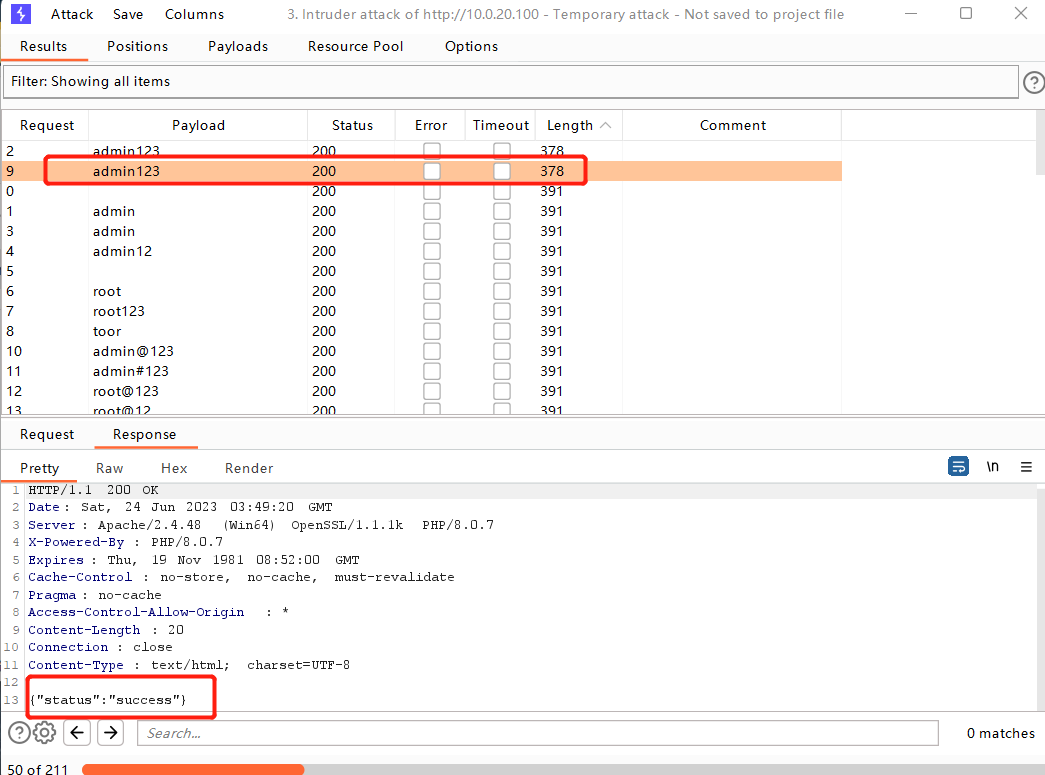 Attack Save Columns 3. Intruder attack of http://10.0.20.100 - Temporary attack - Not saved to project file
Results Positions Payloads Resource Pool Options
Filter: Showing all items ?
Request Payload Status Error Timeout Length Comment
2 admin123 200 378
9 admin123 200 378
0 200 391
1 admin 200 391
3 admin 200 391
4 admin12 200 391
5 200 391
6 root 200 391
7 root123 200 391
8 toor 200 391
10 admin@123 200 391
11 admin#123 200 391
12 root@123 200 391
13 root@12 200 391
Request Response
Pretty Raw Hex Render \n
1 HTTP/1.1 200 OK
2 Date: Sat, 24 Jun 2023 03:49:20 GMT
3 Server : Apache/2.4.48 (Win64) OpenSSL/1.1.1k PHP/8.0.7
4 X-Powered-By : PHP/8.0.7
5 Expires : Thu, 19 Nov 1981 08:52:00 GMT
6 Cache-Control : no-store, no-cache, must-revalidate
7 Pragma : no-cache
8 Access-Control-Allow-Origin : *
9 Content-Length : 20
10 Connection : close
11 Content-Type : text/html; charset=UTF-8
12
13 {"status":"success"}
? Search... 0 matches
50 of 211